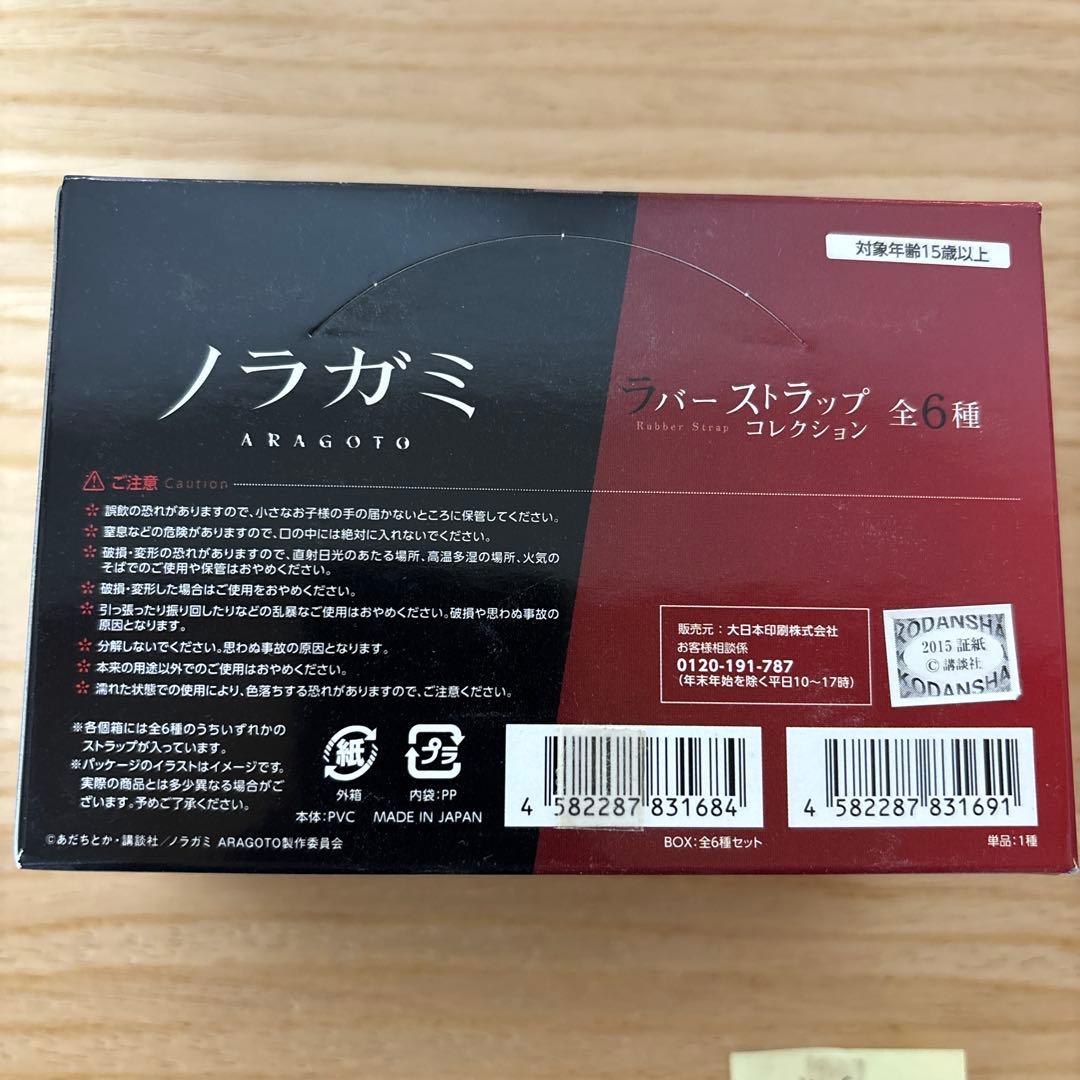 対象年齢15歳以上
ノラガミ
ARAGOTO
ラバーストラップ
Rubber Strap
コレクション
全6種
ご注意 Caution
誤飲の恐れがありますので、小さなお子様の手の届かないところに保管してください。
窒息などの危険がありますので、口の中には絶対に入れないでください。
破損・変形の恐れがありますので、直射日光のあたる場所、高温多湿の場所、火気の
そばでのご使用や保管はおやめください。
破損・変形した場合はご使用をおやめください。
引っ張ったり振り回したりなどの乱暴なご使用はおやめください。破損や思わぬ事故の
原因となります。
分解しないでください。思わぬ事故の原因となります。
本来の用途以外でのご使用はおやめください。
濡れた状態での使用により、色落ちする恐れがありますので、ご注意ください。
販売元：大日本印刷株式会社
お客様相談係
0120-191-787
(年末年始を除く平日10〜17時)
KODANSHA
2015 証紙
©講談社
KODANSHA
※各個箱には全6種のうちいずれかの
ストラップが入っています。
※パッケージのイラストはイメージです。
実際の商品とは多少異なる場合がご
ざいます。予めご了承ください。
紙
外箱
プラ
内袋:PP
本体:PVC MADE IN JAPAN
4 582287 831684
BOX:全6種セット
4 582287 831691
単品:1種
©あだちとか・講談社/ノラガミ ARAGOTO製作委員会